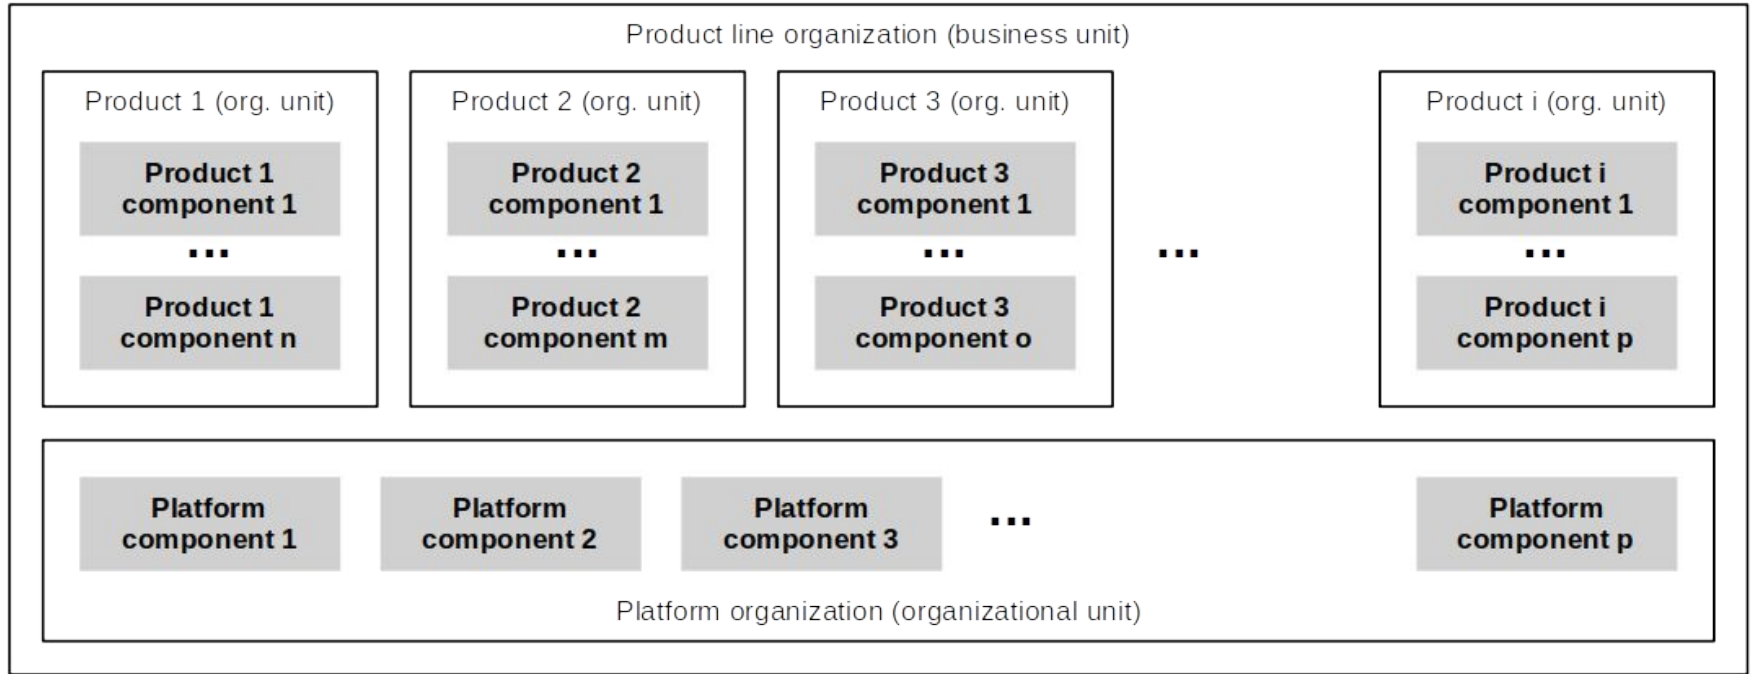 Product line organization (business unit)
Product 1 (org. unit)
Product 1
component 1
...
Product 1
component n
Product 2 (org. unit)
Product 2
component 1
...
Product 2
component m
Product 3 (org. unit)
Product 3
component 1
...
Product 3
component o
...
Product i (org. unit)
Product i
component 1
...
Product i
component p
Platform
component 1
Platform
component 2
Platform
component 3
...
Platform
component p
Platform organization (organizational unit)